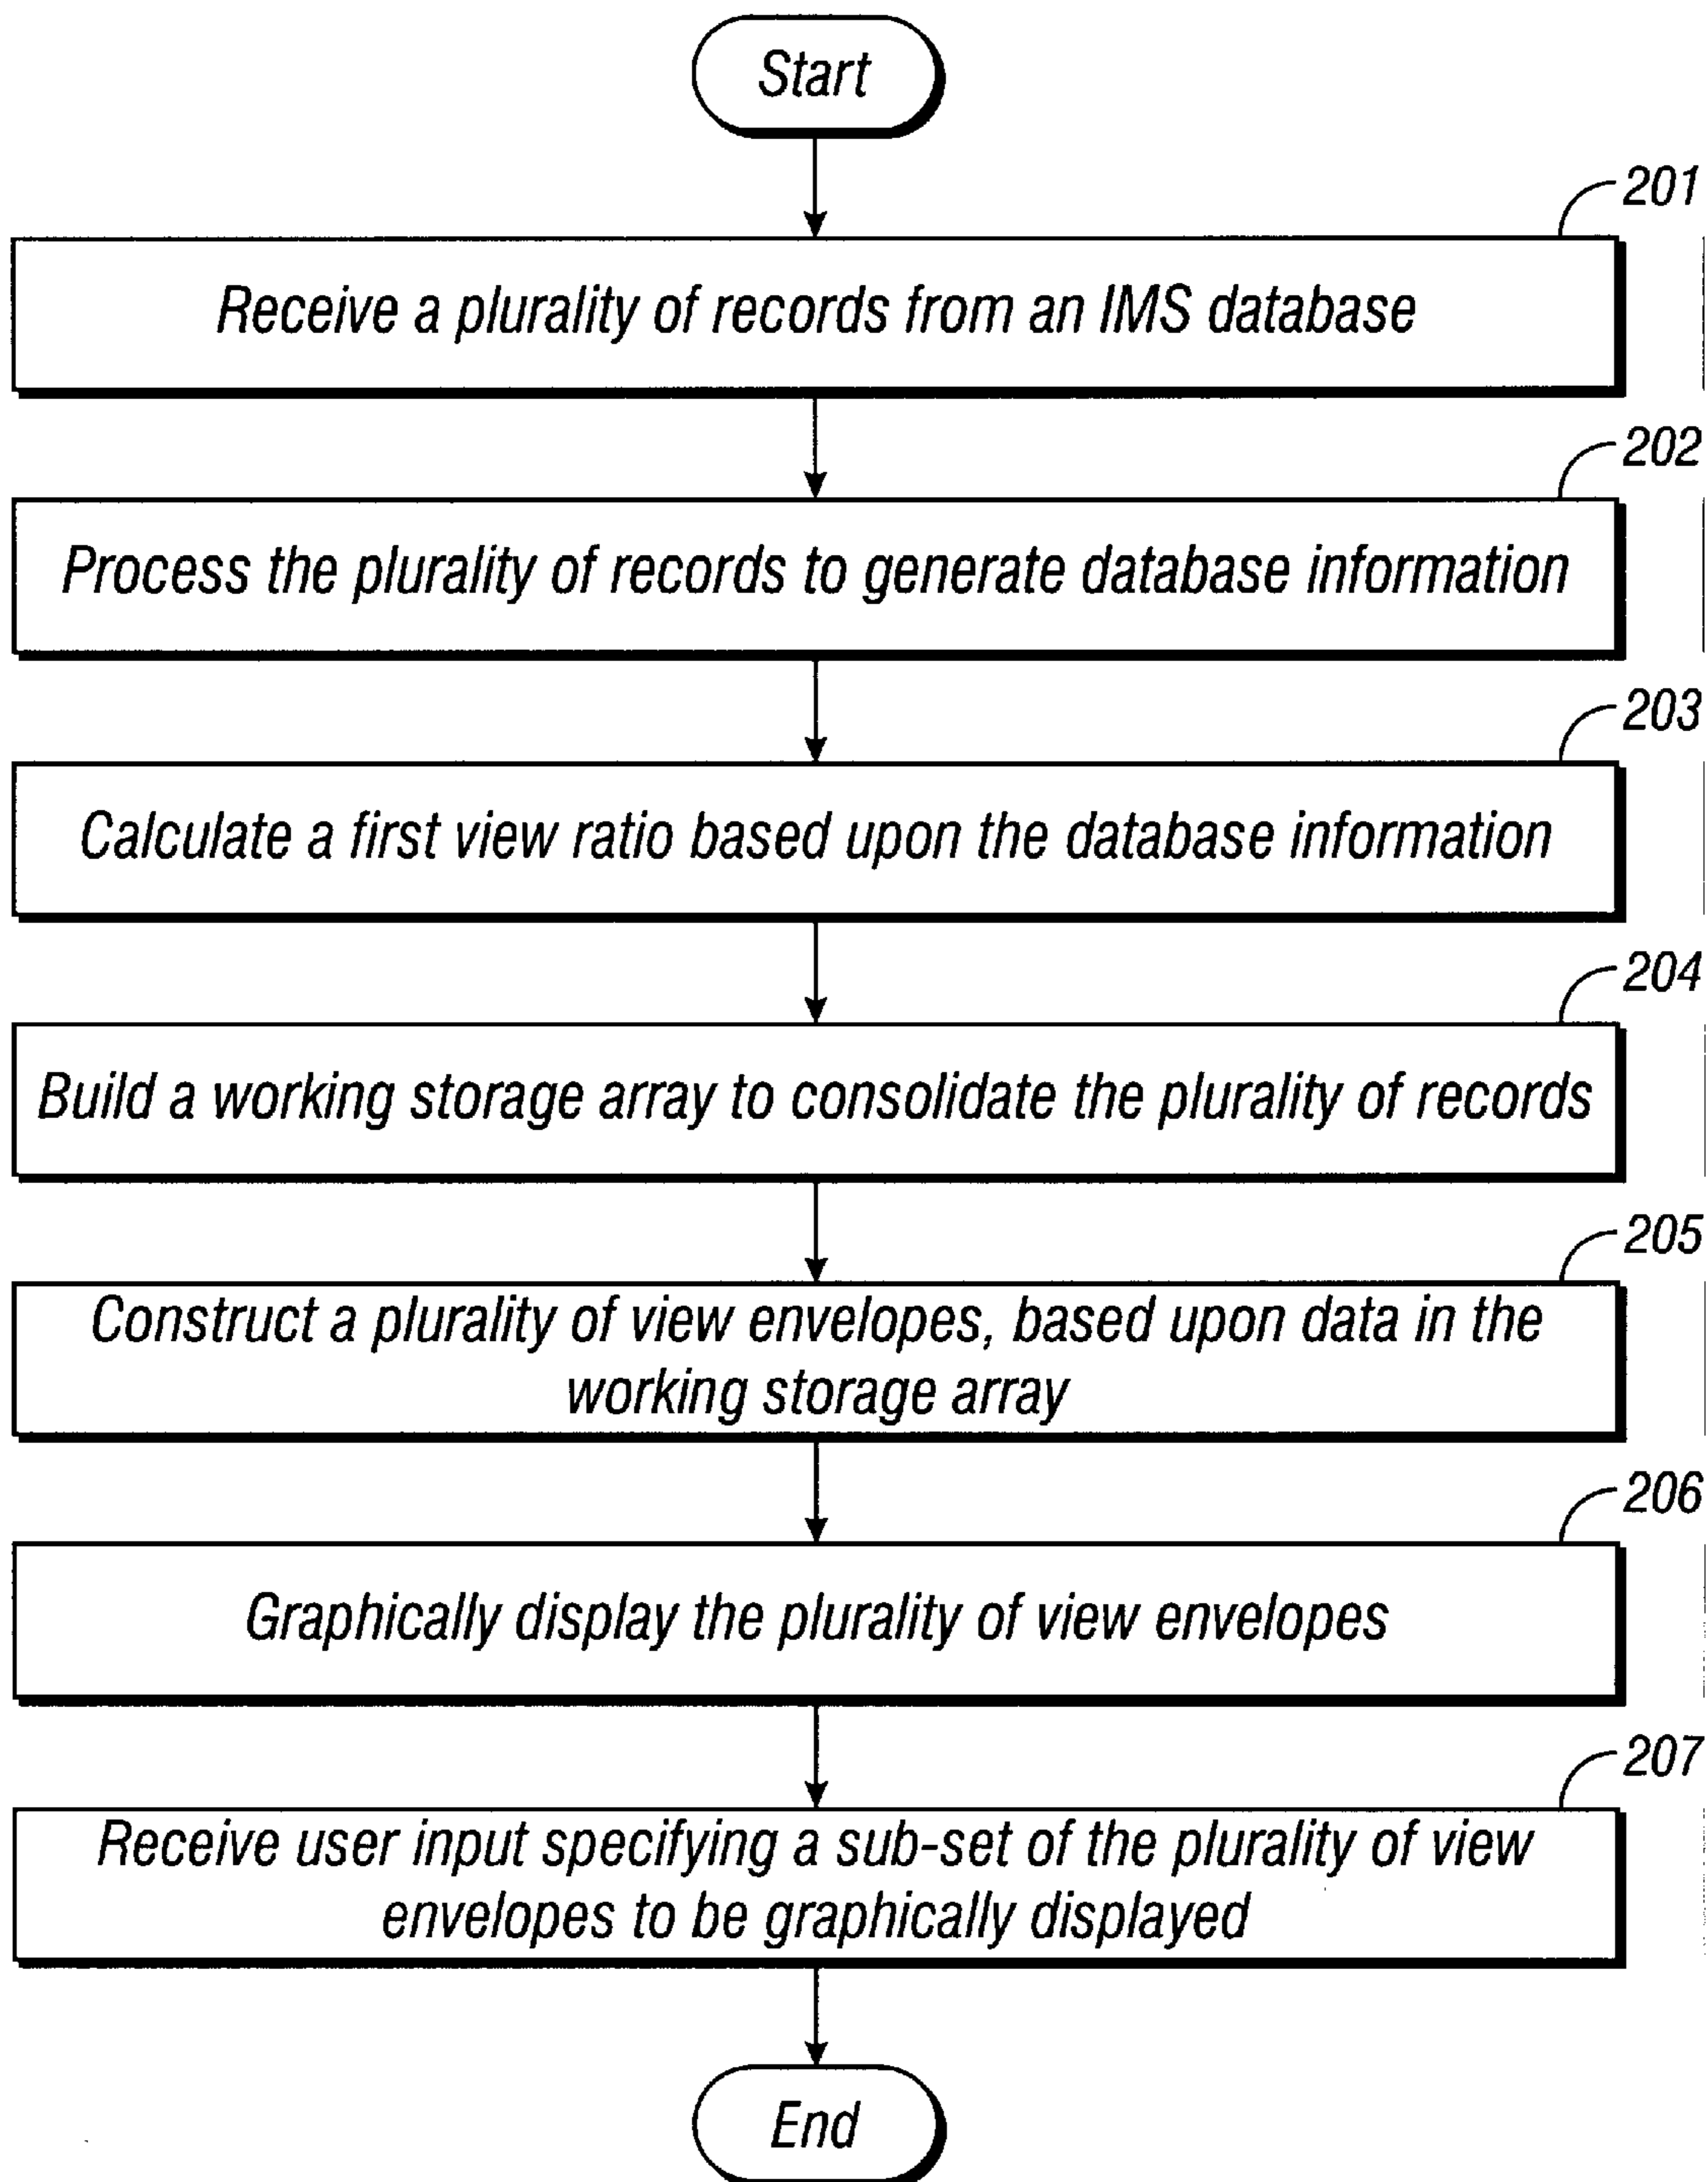 Start
201
Receive a plurality of records from an IMS database
202
Process the plurality of records to generate database information
203
Calculate a first view ratio based upon the database information
204
Build a working storage array to consolidate the plurality of records
205
Construct a plurality of view envelopes, based upon data in the
working storage array
206
Graphically display the plurality of view envelopes
207
Receive user input specifying a sub-set of the plurality of view
envelopes to be graphically displayed
End